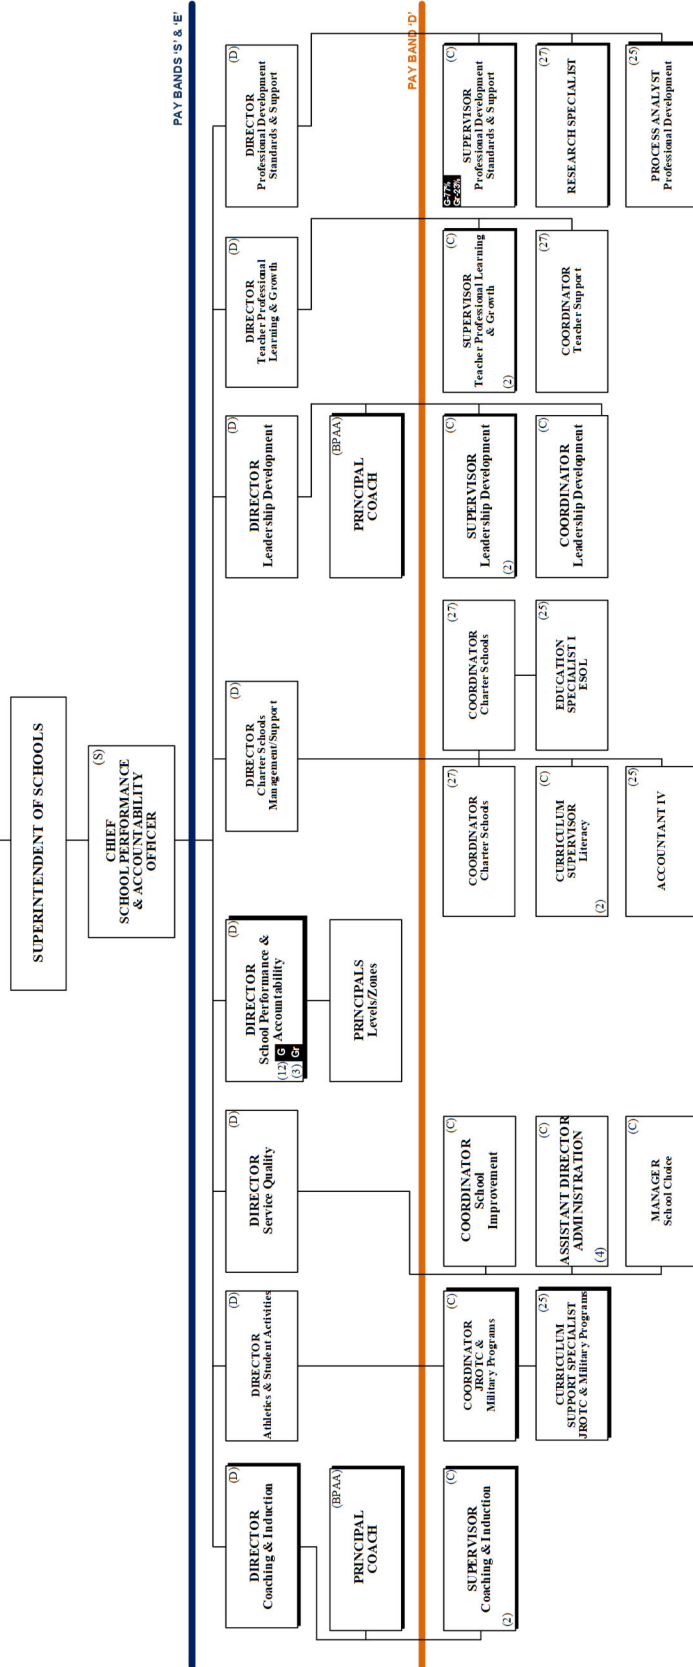 SUPERINTENDENT OF SCHOOLS
(S)
CHIEF
SCHOOL PERFORMANCE
& ACCOUNTABILITY
OFFICER
PAY BANDS ‘S’ & ‘E’
(D)
DIRECTOR
Coaching & Induction
(D)
DIRECTOR
Athletics & Student Activities
(D)
DIRECTOR
Service Quality
(D)
DIRECTOR
School Performance &
Accountability
(12) G
(3) Gr
(D)
DIRECTOR
Charter Schools
Management/Support
(D)
DIRECTOR
Leadership Development
(D)
DIRECTOR
Teacher Professional
Learning & Growth
(D)
DIRECTOR
Professional Development
Standards & Support
(BPAA)
PRINCIPAL
COACH
PRINCIPALS
Levels/Zones
(BPAA)
PRINCIPAL
COACH
PAY BAND ‘D’
(C)
SUPERVISOR
Coaching & Induction
(2)
(C)
COORDINATOR
JROTC &
Military Programs
(C)
COORDINATOR
School
Improvement
(27)
COORDINATOR
Charter Schools
(27)
COORDINATOR
Charter Schools
(C)
SUPERVISOR
Leadership Development
(2)
(C)
SUPERVISOR
Teacher Professional Learning
& Growth
(2)
G-77%
Gr-23%
(C)
SUPERVISOR
Professional Development
Standards & Support
(25)
CURRICULUM
SUPPORT SPECIALIST
JROTC & Military Programs
(C)
ASSISTANT DIRECTOR
ADMINISTRATION
(4)
(C)
CURRICULUM
SUPERVISOR
Literacy
(2)
(25)
EDUCATION
SPECIALIST I
ESOL
(C)
COORDINATOR
Leadership Development
(27)
COORDINATOR
Teacher Support
(27)
RESEARCH SPECIALIST
(C)
MANAGER
School Choice
(25)
ACCOUNTANT IV
(25)
PROCESS ANALYST
Professional Development